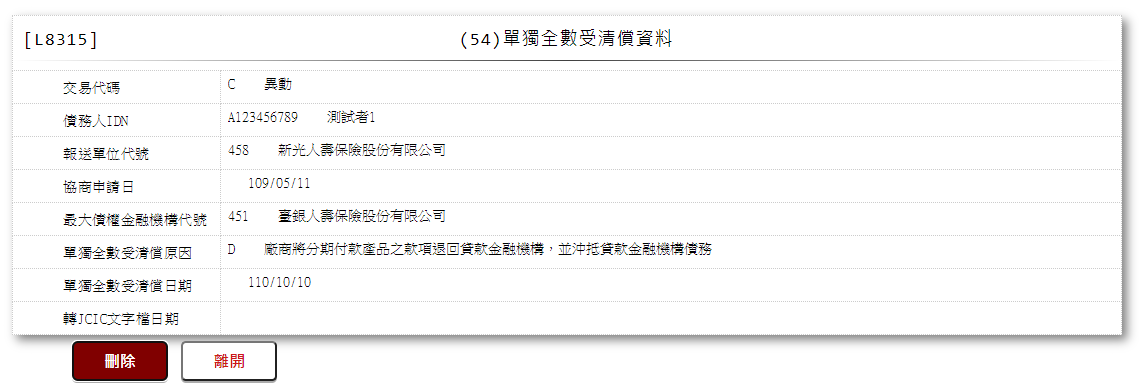 [L8315] (54)單獨全數受清償資料
交易代碼 C 異動
債務人IDN A123456789 測試者1
報送單位代號 458 新光人壽保險股份有限公司
協商申請日 109/05/11
最大債權金融機構代號 451 臺銀人壽保險股份有限公司
單獨全數受清償原因 D 廠商將分期付款產品之款項退回貸款金融機構，並沖抵貸款金融機構債務
單獨全數受清償日期 110/10/10
轉JCIC文字檔日期
刪除 離開